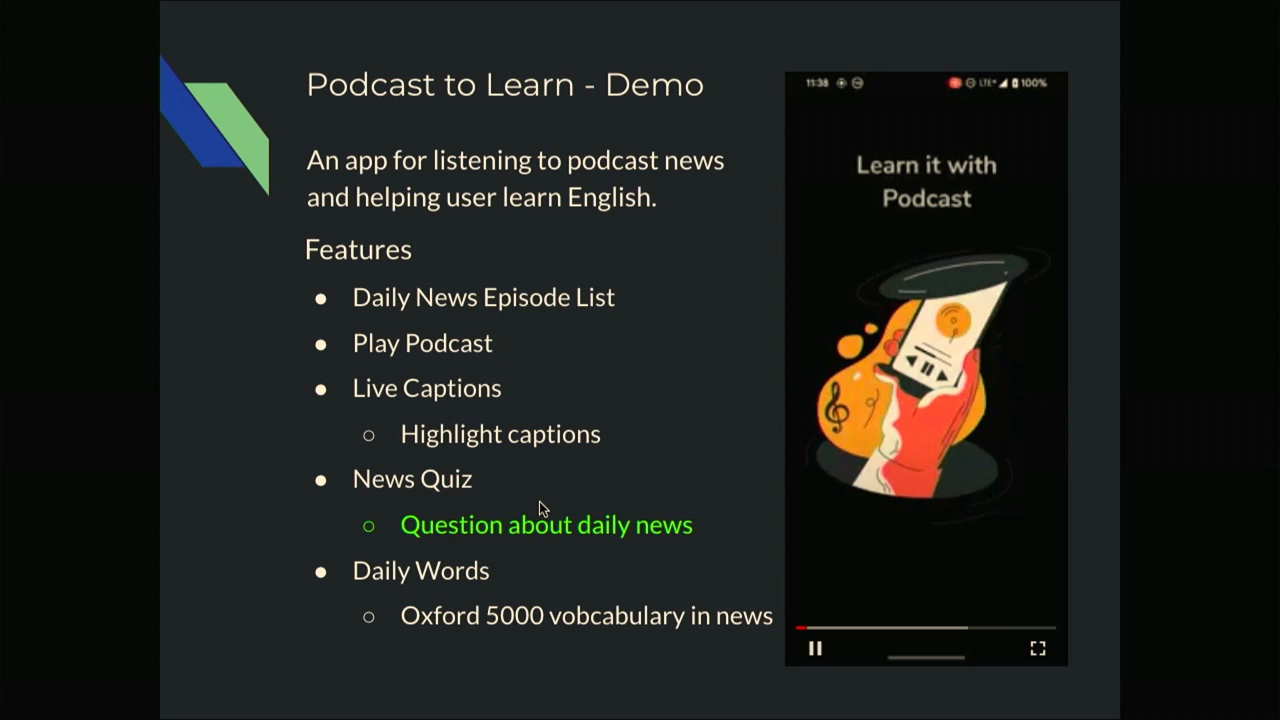 Podcast to Learn - Demo
An app for listening to podcast news
and helping user learn English.
Features
● Daily News Episode List
● Play Podcast
● Live Captions
○ Highlight captions
● News Quiz
○ Question about daily news
● Daily Words
○ Oxford 5000 vobcabulary in news
11:38
LTE+ 100%
Learn it with
Podcast